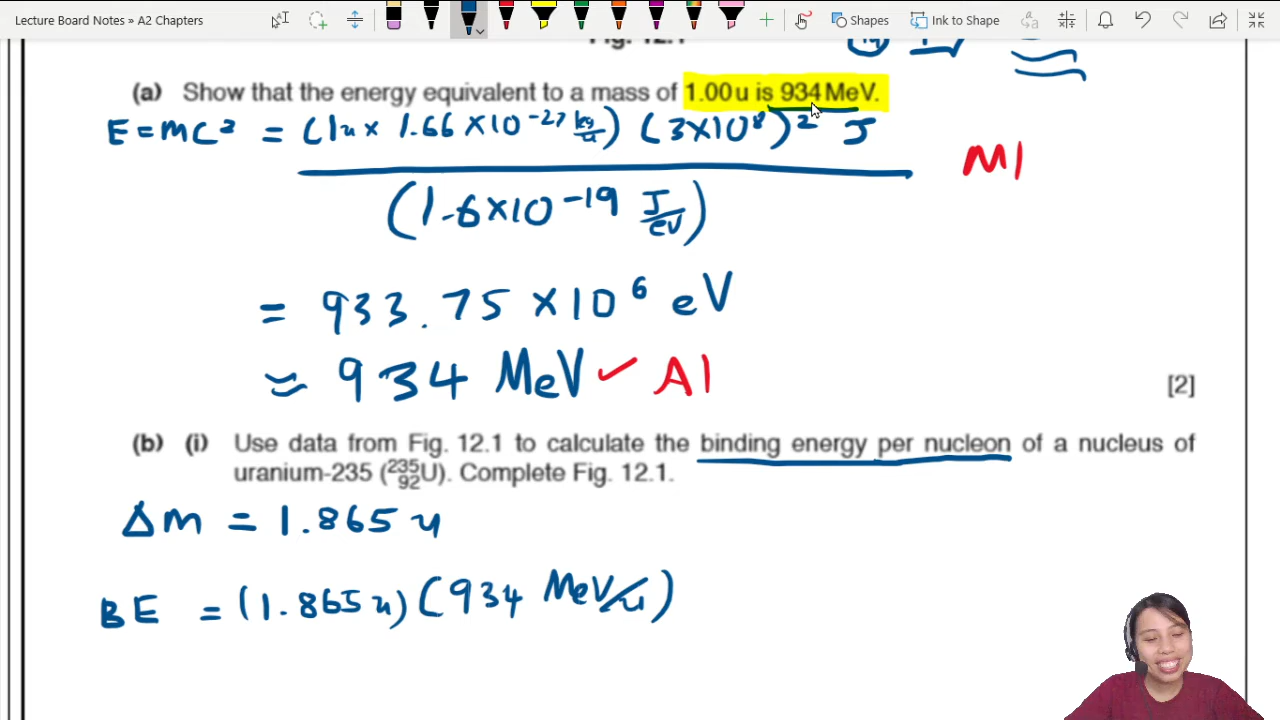 Lecture Board Notes » A2 Chapters
Shapes
Ink to Shape
Fig. 12.1
(a) Show that the energy equivalent to a mass of 1.00 u is 934 MeV.
E = mc² = (1u × 1.66 × 10⁻²⁷ kg/u) (3×10⁸)² J
M1
(1.6×10⁻¹⁹ J/eV)
= 933.75 × 10⁶ eV
≈ 934 MeV ✓ A1
[2]
(b) (i) Use data from Fig. 12.1 to calculate the binding energy per nucleon of a nucleus of
uranium-235 (²³⁵₉₂U). Complete Fig. 12.1.
Δm = 1.865 u
BE = (1.865 u) (934 MeV/u)